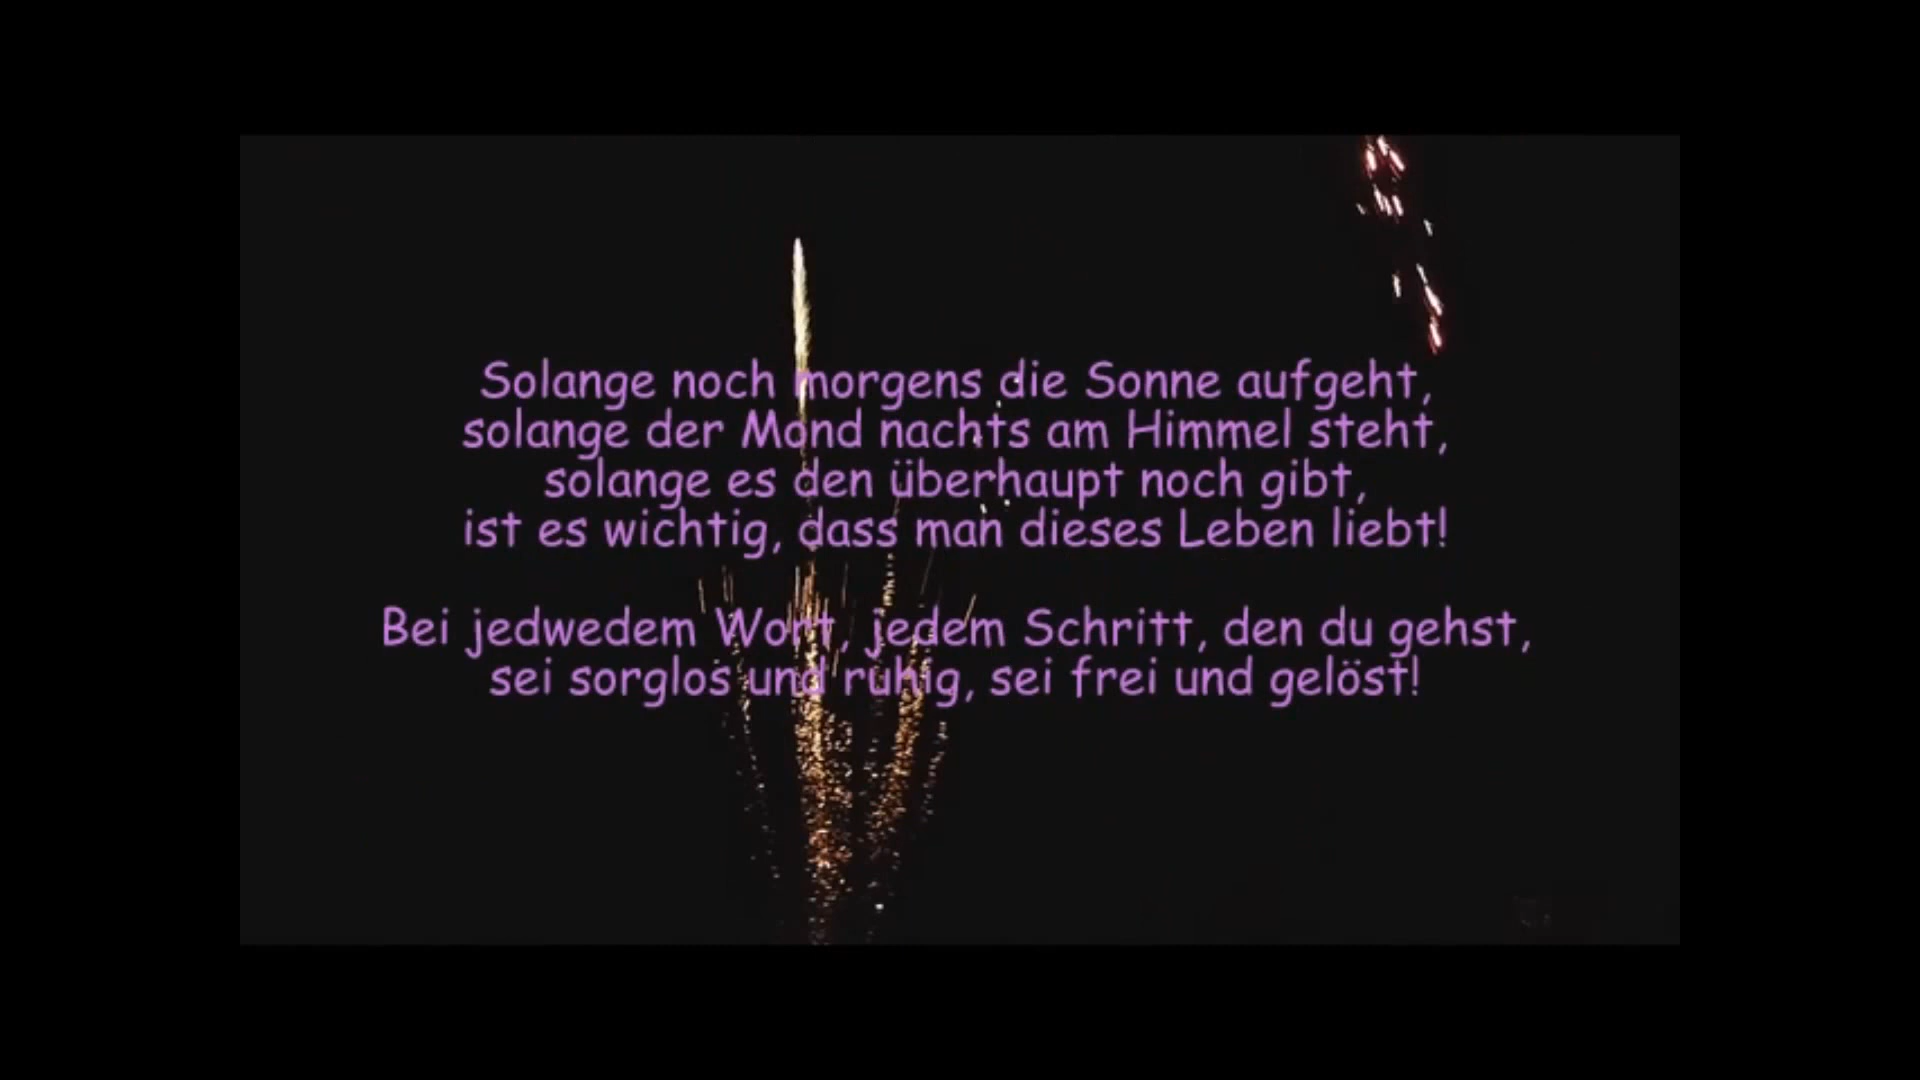 Solange noch morgens die Sonne aufgeht,
solange der Mond nachts am Himmel steht,
solange es den überhaupt noch gibt,
ist es wichtig, dass man dieses Leben liebt!
Bei jedwedem Wort, jedem Schritt, den du gehst,
sei sorglos und ruhig, sei frei und gelöst!